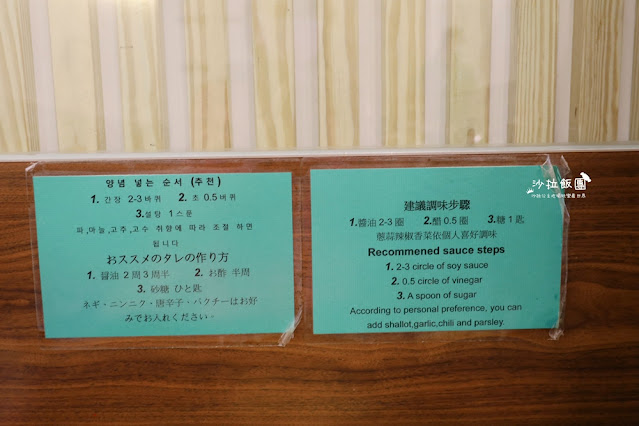 양념 넣는 순서 (추천)
1. 간장 2-3 바퀴 2. 초 0.5 바퀴
3.설탕 1 스푼
파,마늘,고추,고수 취향에 따라 조절 하면
됩니다
おススメのタレの作り方
1. 醤油 2 周 3 周半 2. お酢 半周
3. 砂糖 ひと匙
ネギ・ニンニク・唐辛子・パクチーはお好
みでお入れください。
建議調味步驟
1.醬油 2-3 圈 2.醋 0.5 圈 3.糖 1 匙
蔥蒜辣椒香菜依個人喜好調味
Recommened sauce steps
1. 2-3 circle of soy sauce
2. 0.5 circle of vinegar
3. A spoon of sugar
According to personal preference, you can
add shallot,garlic,chili and parsley.
沙拉飯團